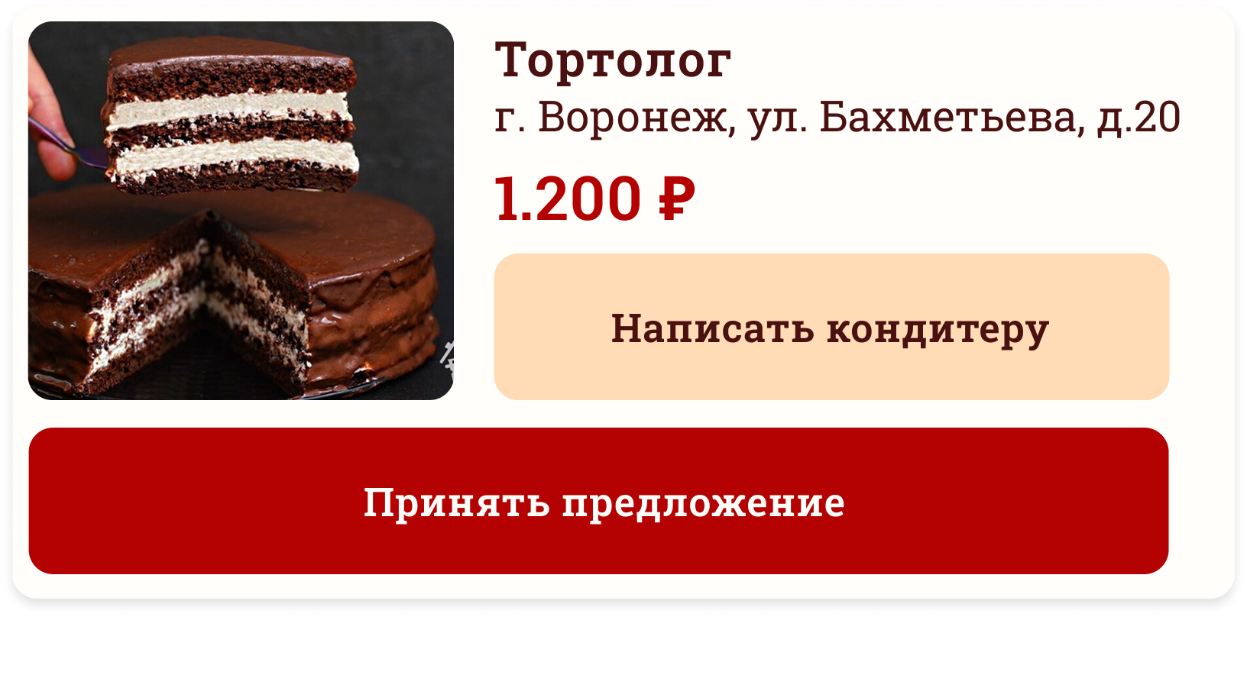 Тортолог
г. Воронеж, ул. Бахметьева, д.20
1.200 ₽
Написать кондитеру
Принять предложение